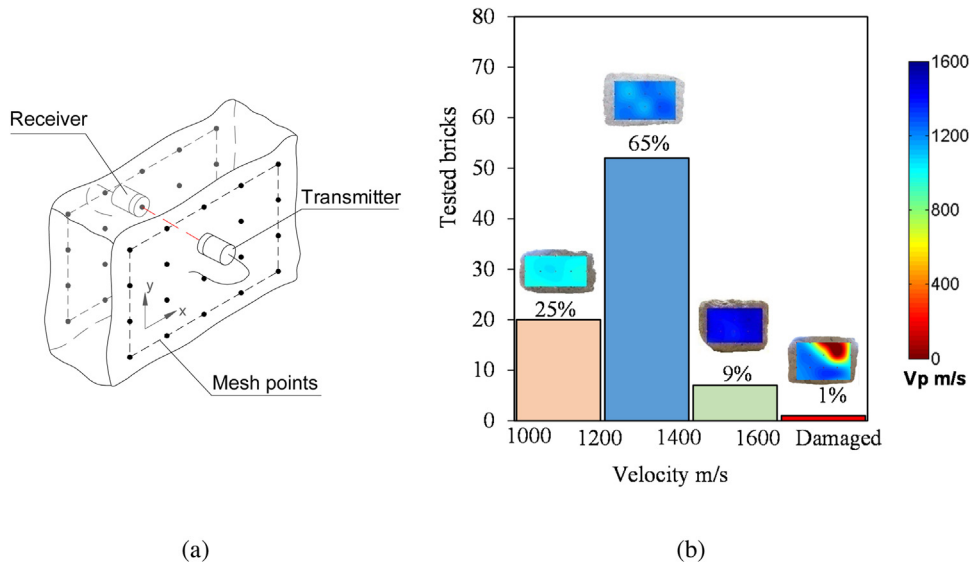 Receiver
Transmitter
y
x
Mesh points
(a)
Tested bricks
80
70
60
50
40
30
20
10
0
25%
65%
9%
1%
1000
1200
1400
1600
Damaged
Velocity m/s
1600
1200
800
400
0
Vp m/s
(b)